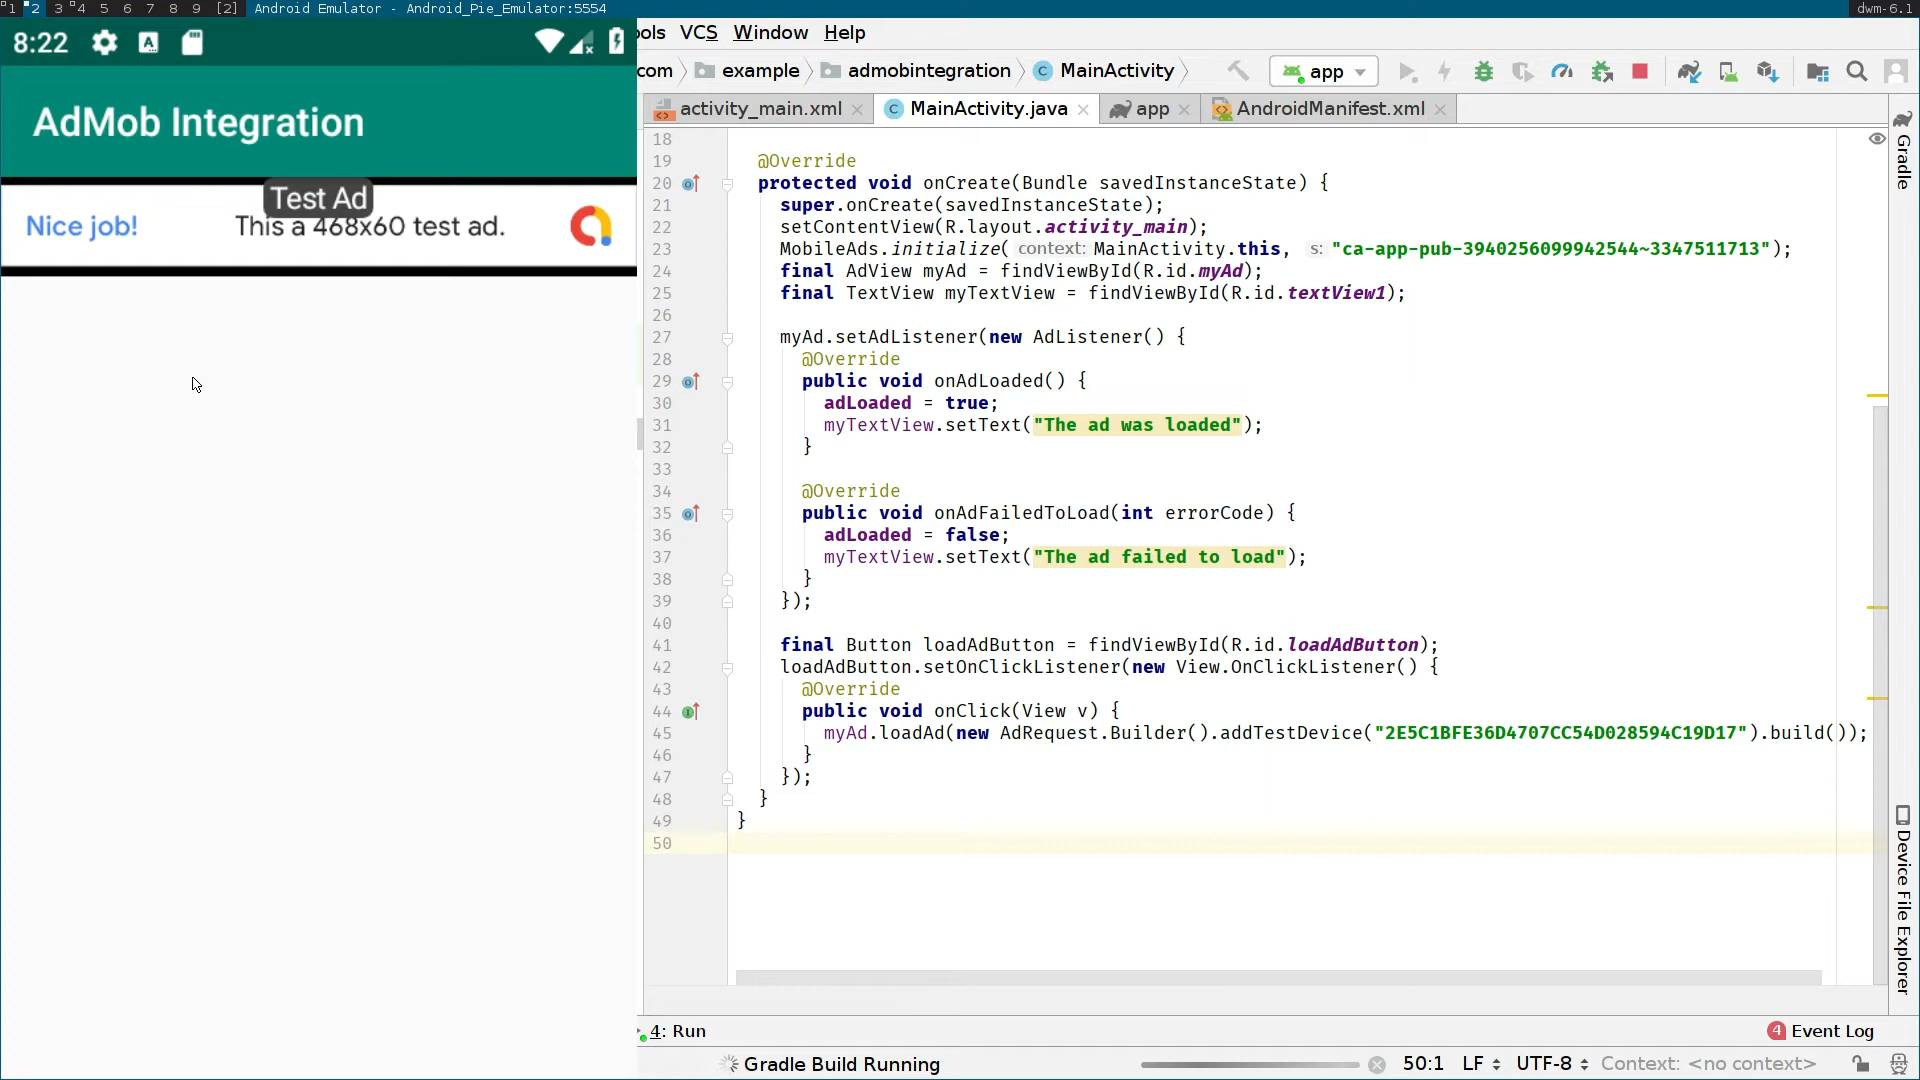 1 2 3 4 5 6 7 8 9 [2] Android Emulator - Android_Pie_Emulator:5554 dwm-6.1
8:22
ools VCS Window Help
com example admobintegration MainActivity app
activity_main.xml MainActivity.java app AndroidManifest.xml
AdMob Integration
Test Ad
Nice job! This a 468x60 test ad.
18
19 @Override
20 protected void onCreate(Bundle savedInstanceState) {
21 super.onCreate(savedInstanceState);
22 setContentView(R.layout.activity_main);
23 MobileAds.initialize( context: MainActivity.this, s: "ca-app-pub-3940256099942544~3347511713");
24 final AdView myAd = findViewById(R.id.myAd);
25 final TextView myTextView = findViewById(R.id.textView1);
26
27 myAd.setAdListener(new AdListener() {
28 @Override
29 public void onAdLoaded() {
30 adLoaded = true;
31 myTextView.setText("The ad was loaded");
32 }
33
34 @Override
35 public void onAdFailedToLoad(int errorCode) {
36 adLoaded = false;
37 myTextView.setText("The ad failed to load");
38 }
39 });
40
41 final Button loadAdButton = findViewById(R.id.loadAdButton);
42 loadAdButton.setOnClickListener(new View.OnClickListener() {
43 @Override
44 public void onClick(View v) {
45 myAd.loadAd(new AdRequest.Builder().addTestDevice("2E5C1BFE36D4707CC54D028594C19D17").build());
46 }
47 });
48 }
49 }
50
Gradle
Device File Explorer
4: Run 4 Event Log
Gradle Build Running 50:1 LF UTF-8 Context: <no context>